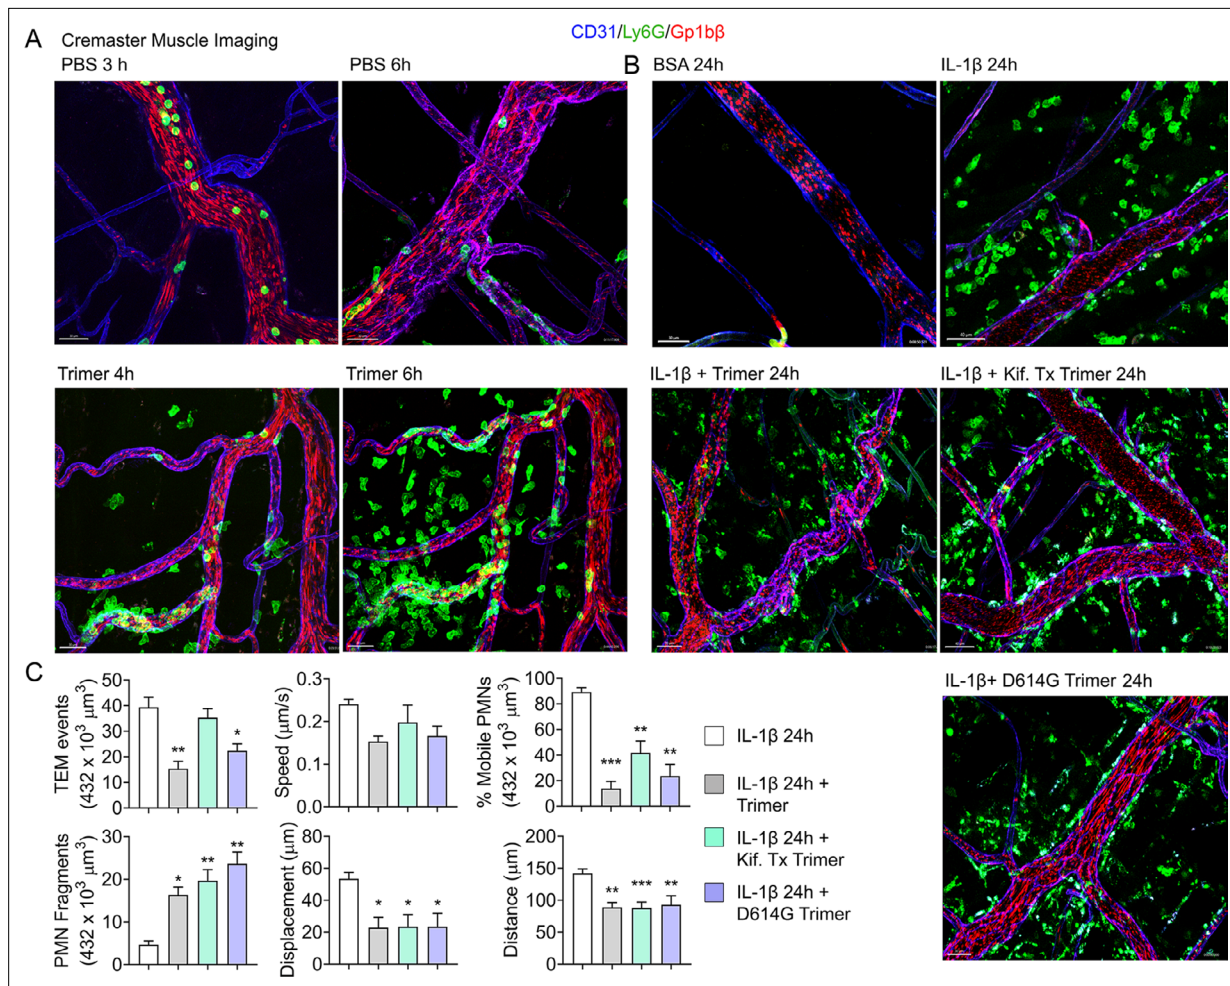 A
Cremaster Muscle Imaging
CD31/Ly6G/Gp1bβ
PBS 3 h
PBS 6h
B
BSA 24h
IL-1β 24h
Trimer 4h
Trimer 6h
IL-1β + Trimer 24h
IL-1β + Kif. Tx Trimer 24h
IL-1β+ D614G Trimer 24h
C
TEM events
(432 x 10³ µm³)
50
40
30
20
10
0
**
*
Speed (µm/s)
0.3
0.2
0.1
0.0
% Mobile PMNs
(432 x 10³ µm³)
100
80
60
40
20
0
***
**
**
PMN Fragments
(432 x 10³ µm³)
30
20
10
0
*
**
**
Displacement (µm)
80
60
40
20
0
*
*
*
Distance (µm)
200
150
100
50
0
**
***
**
IL-1β 24h
IL-1β 24h +
Trimer
IL-1β 24h +
Kif. Tx Trimer
IL-1β 24h +
D614G Trimer